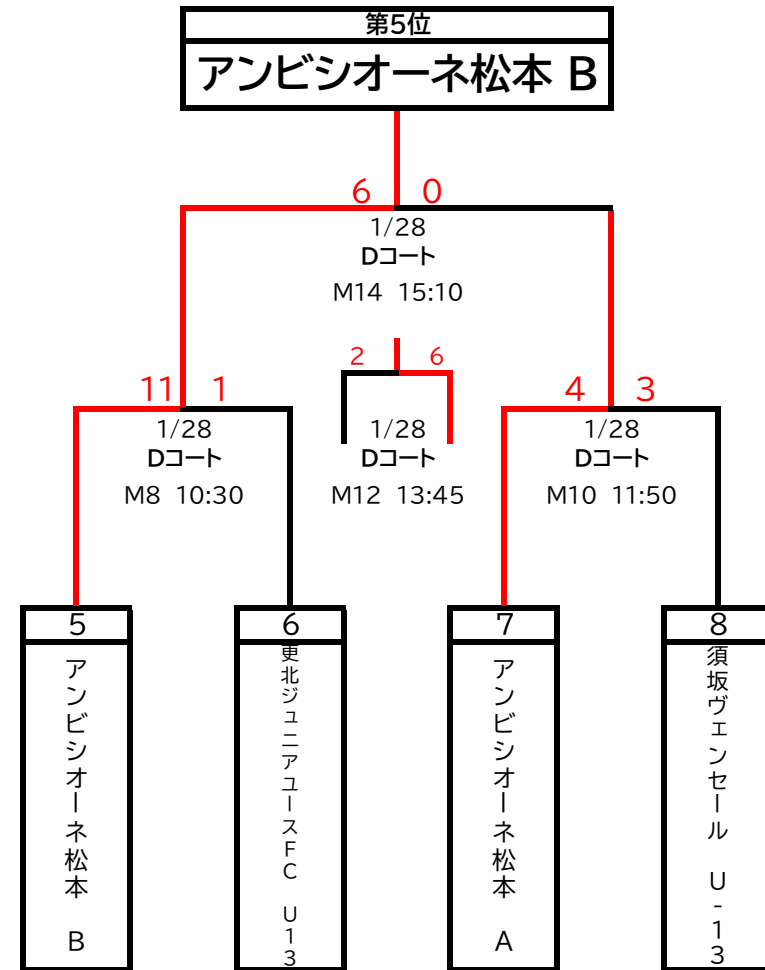 第5位
アンビシオーネ松本 B
6 0
1/28
Dコート
M14 15:10
2 6
11 1
4 3
1/28
Dコート
M8 10:30
1/28
Dコート
M12 13:45
1/28
Dコート
M10 11:50
5
アンビシオーネ松本 B
6
更北ジュニアユースFC U13
7
アンビシオーネ松本 A
8
須坂ヴェンセール U-13